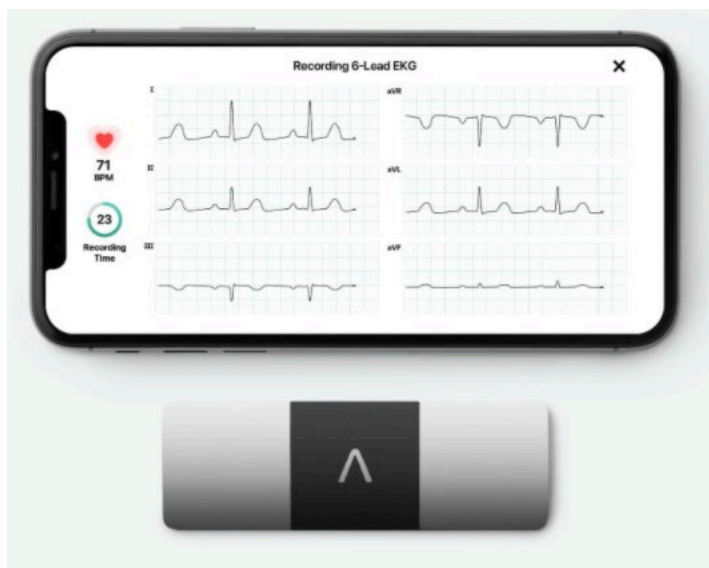 Recording 6-Lead EKG
I
aVR
71
BPM
II
aVL
23
Recording
Time
III
aVF